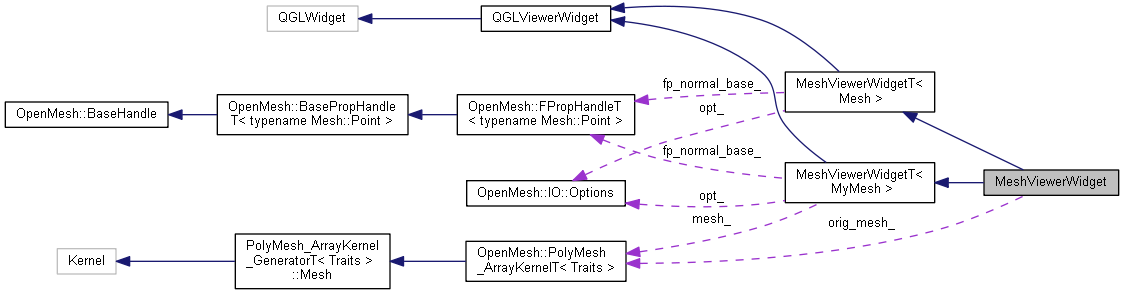 QGLWidget
QGLViewerWidget
MeshViewerWidgetT<
Mesh >
fp_normal_base_
opt_
OpenMesh::BaseHandle
OpenMesh::BasePropHandle
T< typename Mesh::Point >
OpenMesh::FPropHandleT
< typename Mesh::Point >
fp_normal_base_
MeshViewerWidgetT<
MyMesh >
MeshViewerWidget
OpenMesh::IO::Options
opt_
mesh_
orig_mesh_
Kernel
PolyMesh_ArrayKernel
_GeneratorT< Traits >
::Mesh
OpenMesh::PolyMesh
_ArrayKernelT< Traits >